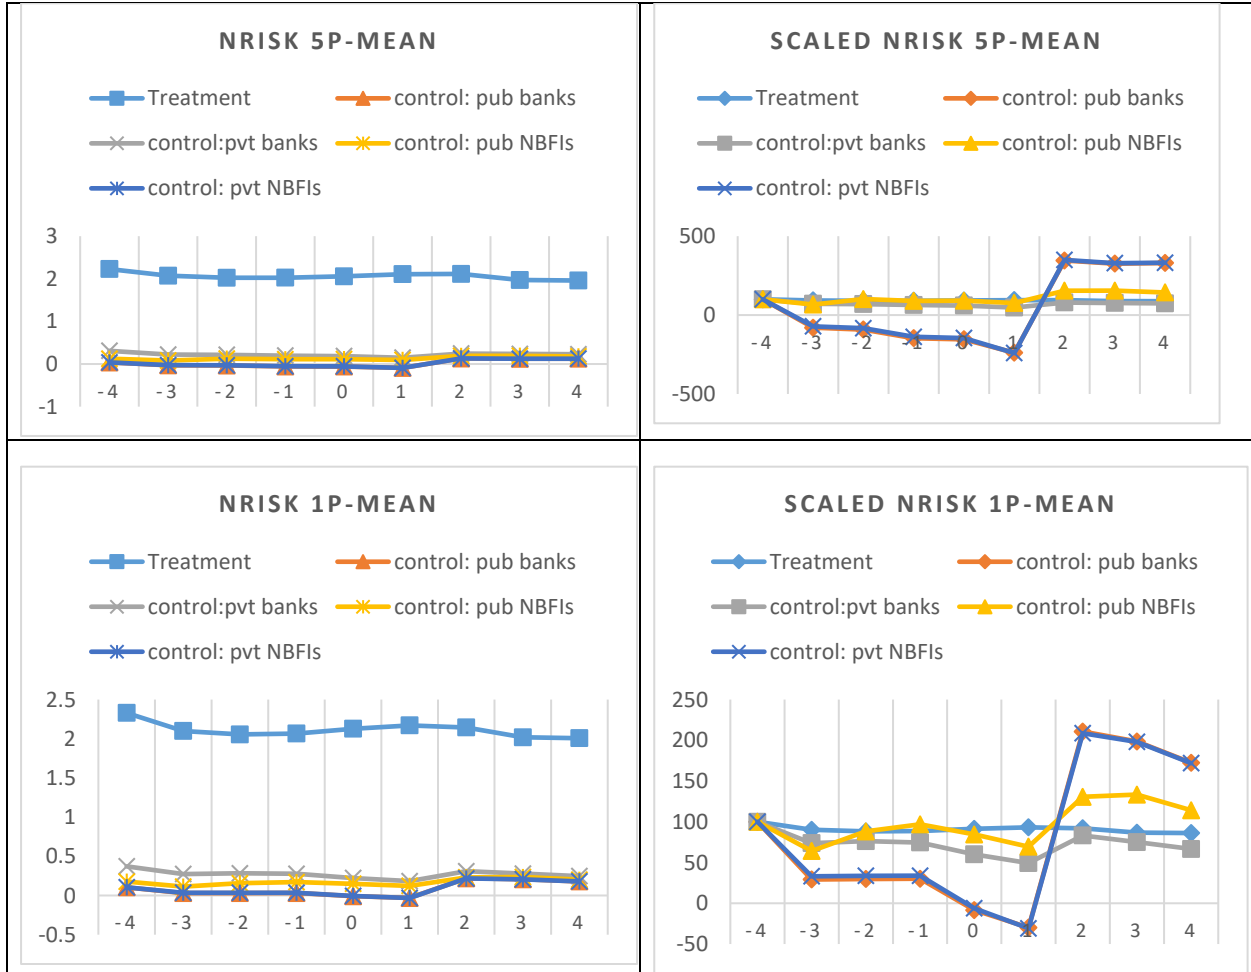 NRISK 5P-MEAN
Treatment
control: pub banks
control:pvt banks
control: pub NBFIs
control: pvt NBFIs
3
2
1
0
-1
-4 -3 -2 -1 0 1 2 3 4
SCALED NRISK 5P-MEAN
Treatment
control: pub banks
control:pvt banks
control: pub NBFIs
control: pvt NBFIs
500
0
-500
-4 -3 -2 -1 0 1 2 3 4
NRISK 1P-MEAN
Treatment
control: pub banks
control:pvt banks
control: pub NBFIs
control: pvt NBFIs
2.5
2
1.5
1
0.5
0
-0.5
-4 -3 -2 -1 0 1 2 3 4
SCALED NRISK 1P-MEAN
Treatment
control: pub banks
control:pvt banks
control: pub NBFIs
control: pvt NBFIs
250
200
150
100
50
0
-50
-4 -3 -2 -1 0 1 2 3 4